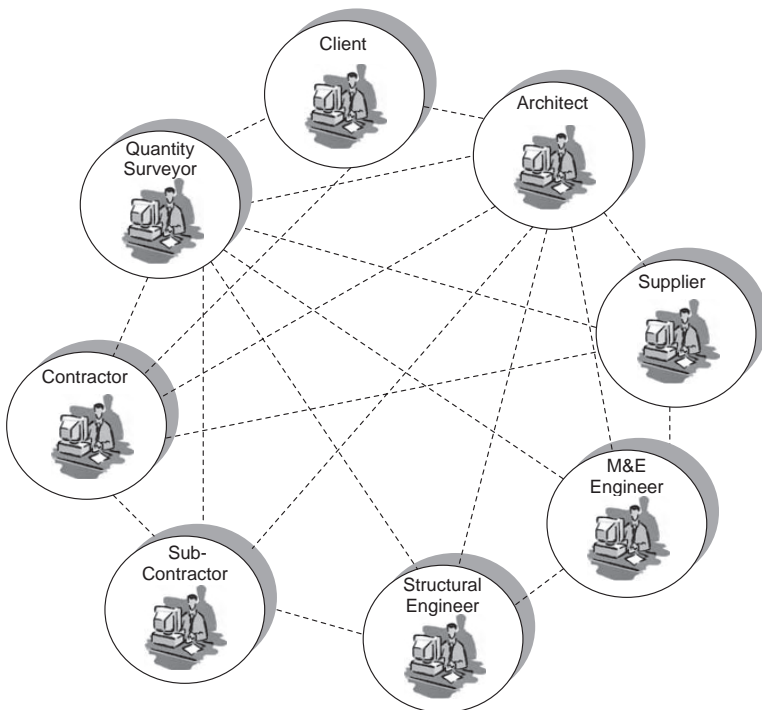 Client
Architect
Quantity
Surveyor
Supplier
Contractor
M&E
Engineer
Sub-
Contractor
Structural
Engineer